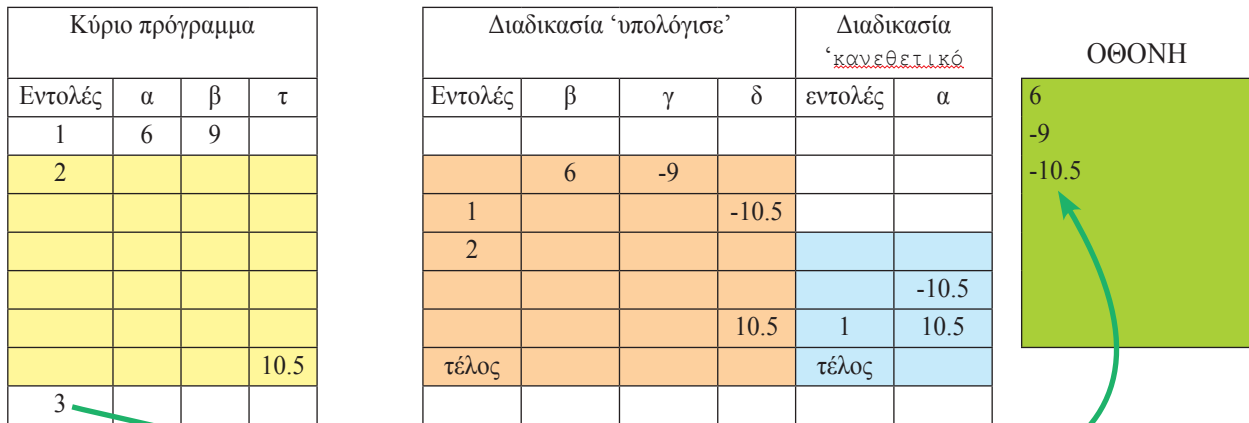 Κύριο πρόγραμμα
Εντολές α β τ
1 6 9
2
10.5
3
Διαδικασία ‘υπολόγισε’ Διαδικασία
‘κανεθετικό
Εντολές β γ δ εντολές α
6 -9
1 -10.5
2
-10.5
10.5 1 10.5
τέλος τέλος
ΟΘΟΝΗ
6
-9
-10.5